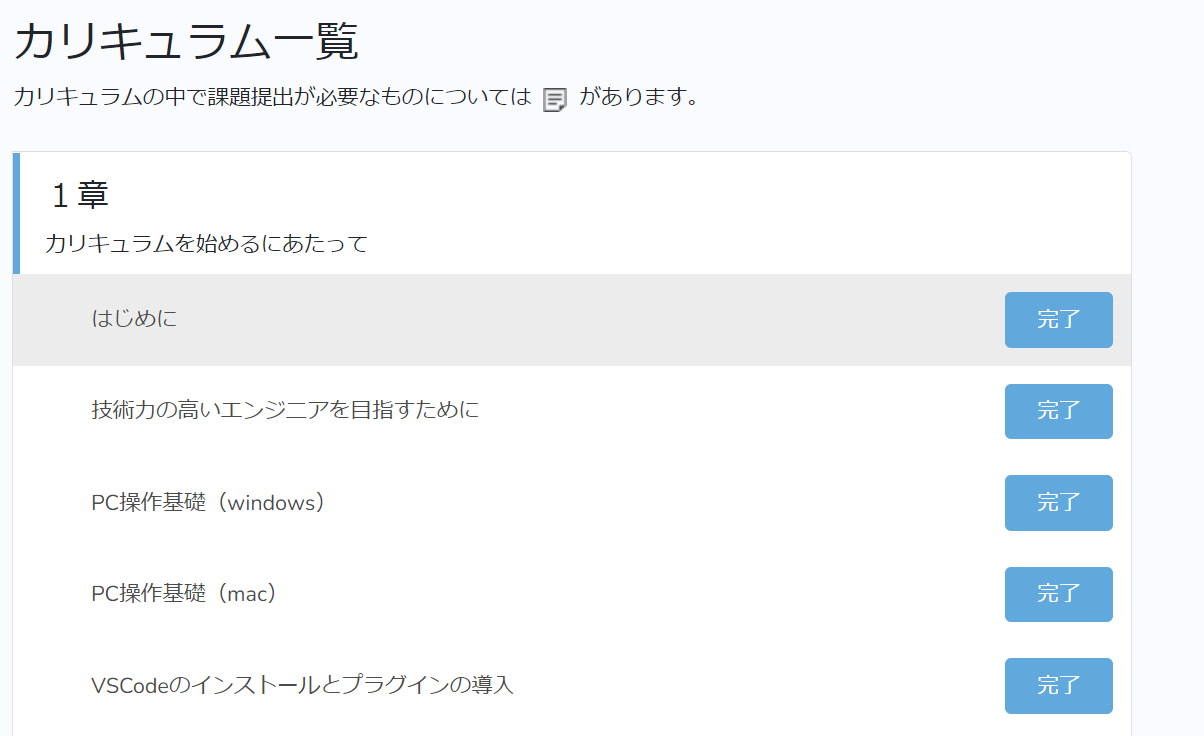 カリキュラム一覧
カリキュラムの中で課題提出が必要なものについては があります。
1 章
カリキュラムを始めるにあたって
はじめに 完了
技術力の高いエンジニアを目指すために 完了
PC操作基礎（windows） 完了
PC操作基礎（mac） 完了
VSCodeのインストールとプラグインの導入 完了